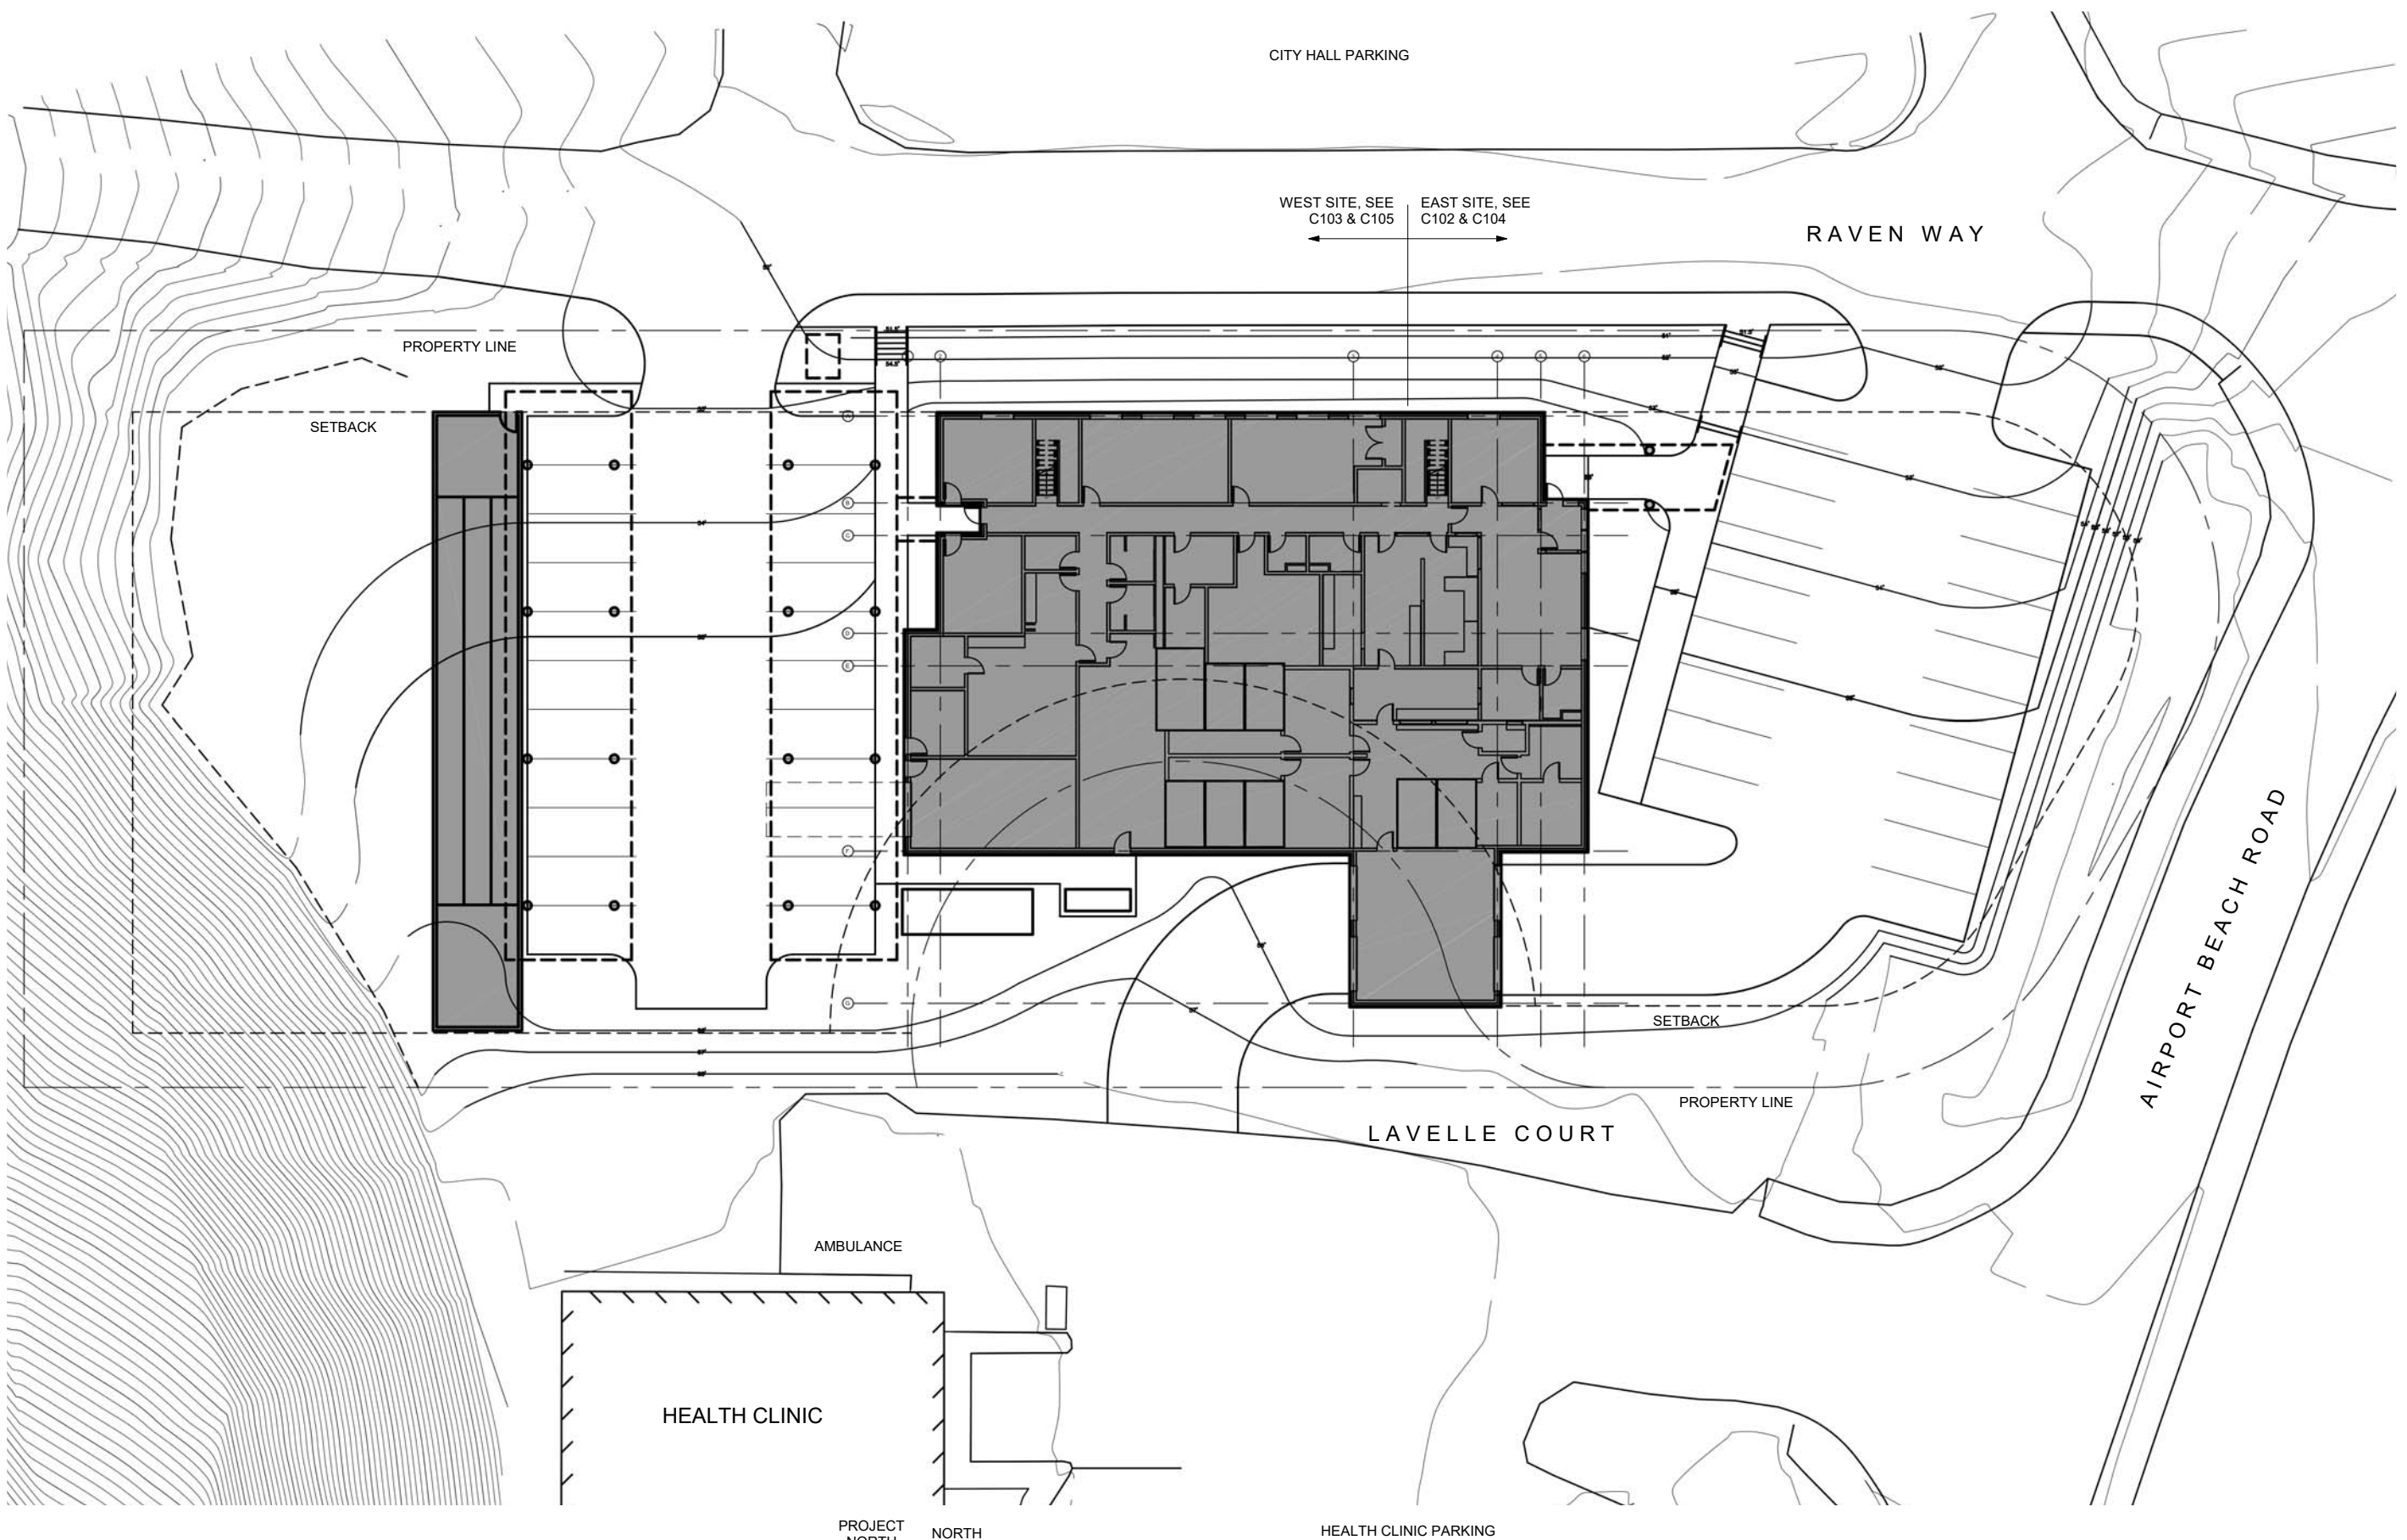 CITY HALL PARKING
WEST SITE, SEE
C103 & C105
EAST SITE, SEE
C102 & C104
RAVEN WAY
PROPERTY LINE
SETBACK
AIRPORT BEACH ROAD
SETBACK
PROPERTY LINE
LAVELLE COURT
AMBULANCE
HEALTH CLINIC
PROJECT
NORTH
NORTH
HEALTH CLINIC PARKING